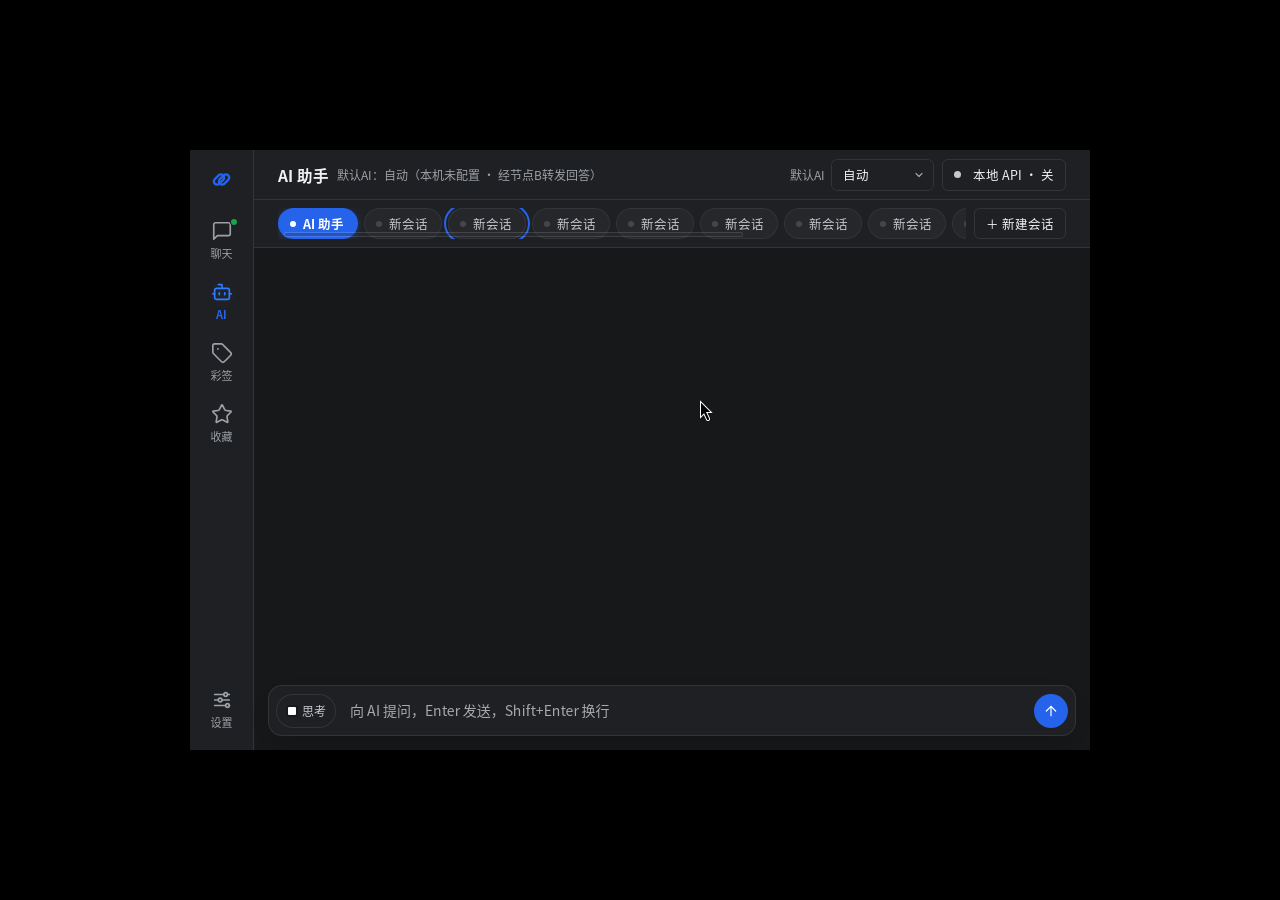 AI 助手 默认AI：自动（本机未配置 · 经节点B转发回答） 默认AI 自动 本地 API · 关
AI 助手 新会话 新会话 新会话 新会话 新会话 新会话 新会话 ＋ 新建会话
聊天
AI
彩签
收藏
设置
思考 向 AI 提问，Enter 发送，Shift+Enter 换行